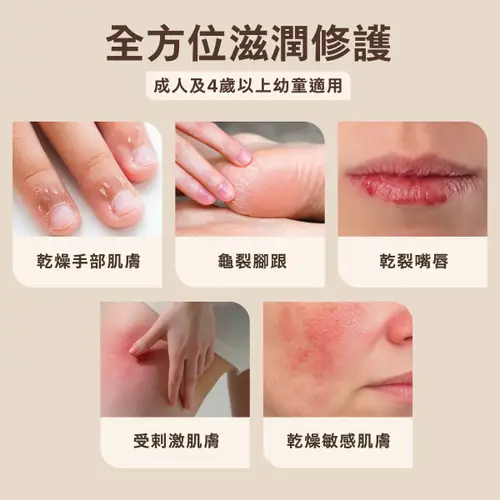 全方位滋潤修護
成人及4歲以上幼童適用
乾燥手部肌膚
龜裂腳跟
乾裂嘴唇
受刺激肌膚
乾燥敏感肌膚